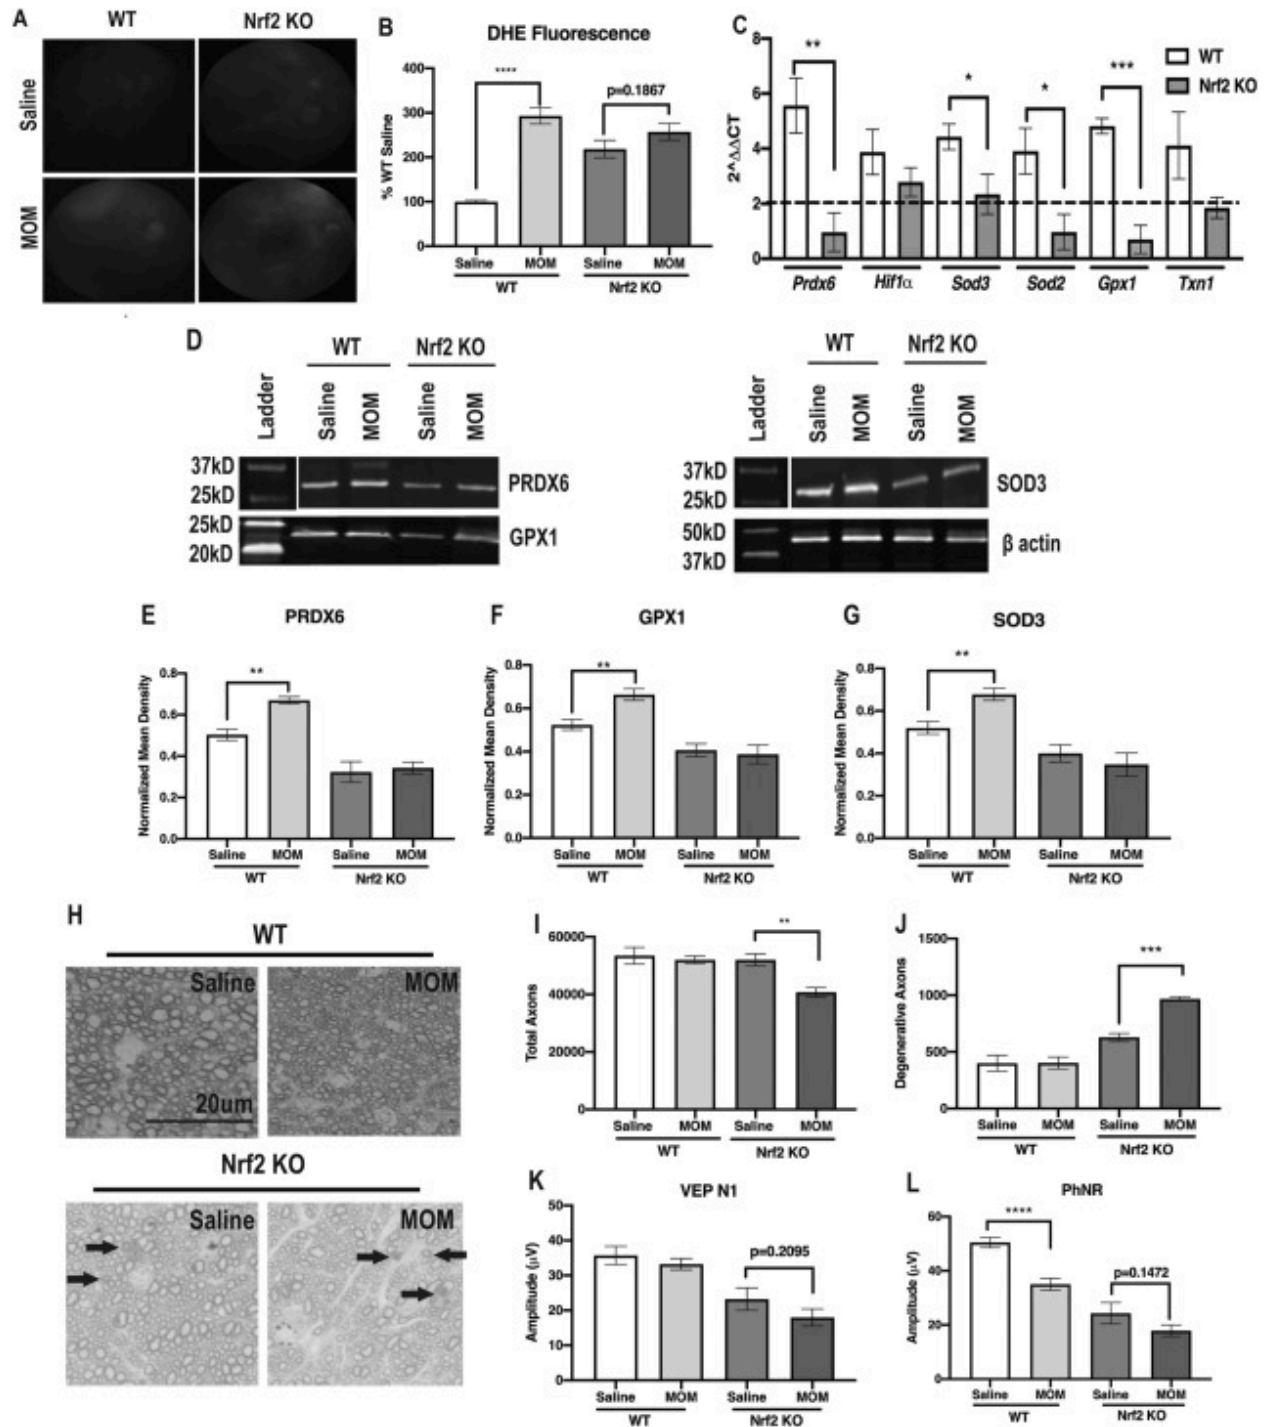 A
WT
Nrf2 KO
Saline
MOM
B
DHE Fluorescence
% WT Saline
400
300
200
100
0
****
p=0.1867
Saline
MOM
Saline
MOM
WT
Nrf2 KO
C
2^ΔΔCT
8
6
4
2
0
**
*
*
***
WT
Nrf2 KO
Prdx6
Hif1α
Sod3
Sod2
Gpx1
Txn1
D
WT
Nrf2 KO
Ladder
Saline
MOM
Saline
MOM
37kD
25kD
PRDX6
25kD
20kD
GPX1
WT
Nrf2 KO
Ladder
Saline
MOM
Saline
MOM
37kD
25kD
SOD3
50kD
37kD
β actin
E
PRDX6
Normalized Mean Density
0.8
0.6
0.4
0.2
0.0
**
Saline
MOM
Saline
MOM
WT
Nrf2 KO
F
GPX1
Normalized Mean Density
0.8
0.6
0.4
0.2
0.0
**
Saline
MOM
Saline
MOM
WT
Nrf2 KO
G
SOD3
Normalized Mean Density
0.8
0.6
0.4
0.2
0.0
**
Saline
MOM
Saline
MOM
WT
Nrf2 KO
H
WT
Saline
MOM
20um
Nrf2 KO
Saline
MOM
I
Total Axons
60000
40000
20000
0
**
Saline
MOM
Saline
MOM
WT
Nrf2 KO
J
Degenerative Axons
1500
1000
500
0
***
Saline
MOM
Saline
MOM
WT
Nrf2 KO
K
VEP N1
Amplitude (μV)
50
40
30
20
10
0
p=0.2095
Saline
MOM
Saline
MOM
WT
Nrf2 KO
L
PhNR
Amplitude (μV)
60
40
20
0
****
p=0.1472
Saline
MOM
Saline
MOM
WT
Nrf2 KO